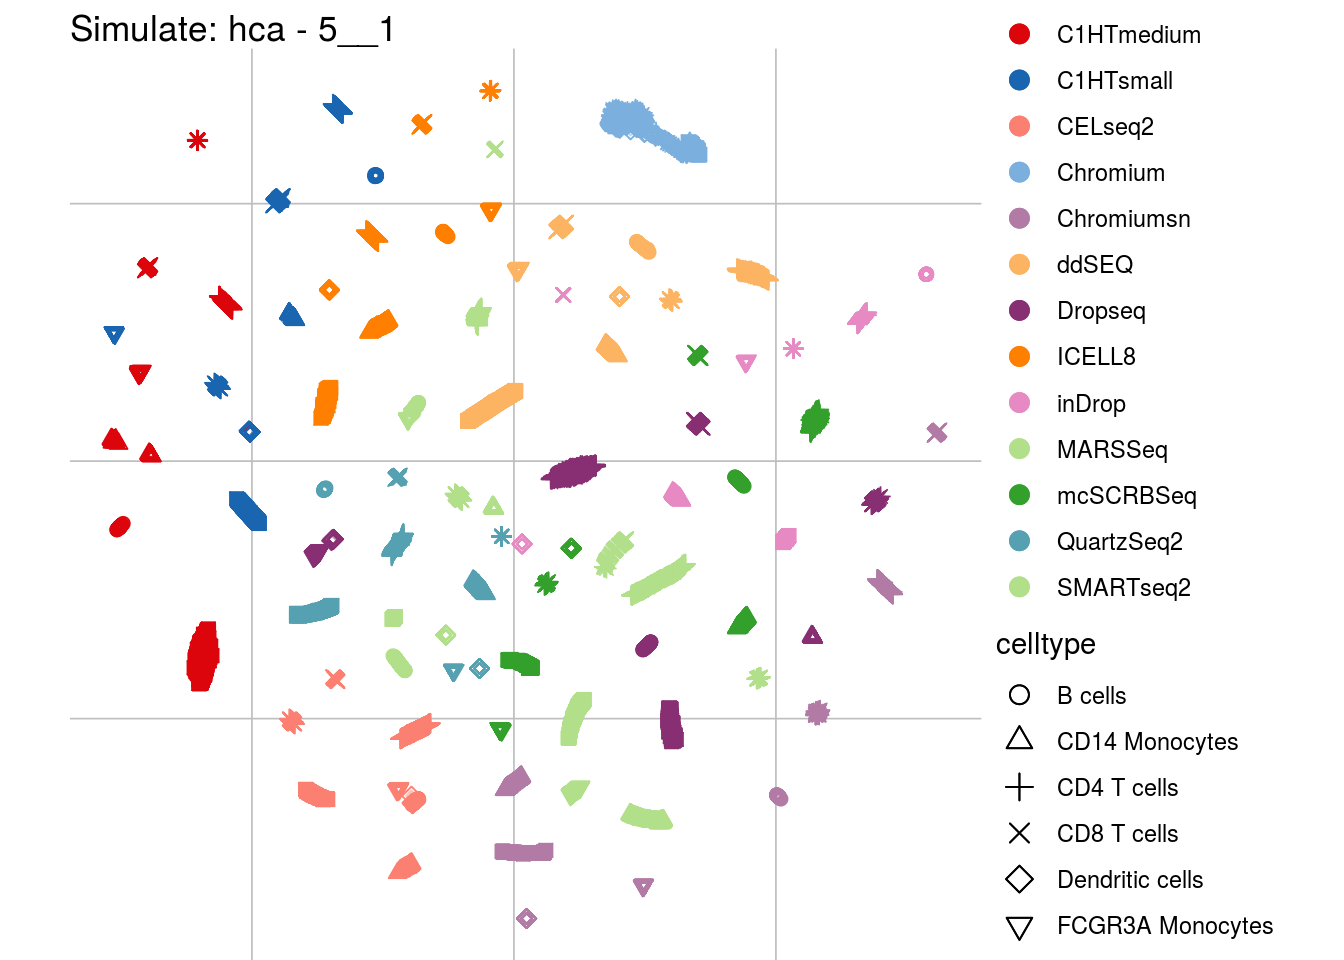 Simulate: hca - 5__1
C1HTmedium
C1HTsmall
CELseq2
Chromium
Chromiumsn
ddSEQ
Dropseq
ICELL8
inDrop
MARSSeq
mcSCRBSeq
QuartzSeq2
SMARTseq2
celltype
B cells
CD14 Monocytes
CD4 T cells
CD8 T cells
Dendritic cells
FCGR3A Monocytes